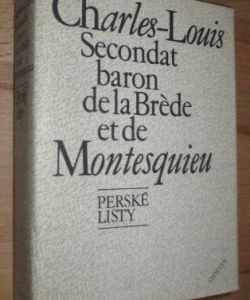 Charles-Louis
Secondat
baron
de la Brède
et de
Montesquieu
PERSKÉ
LISTY
ODEON